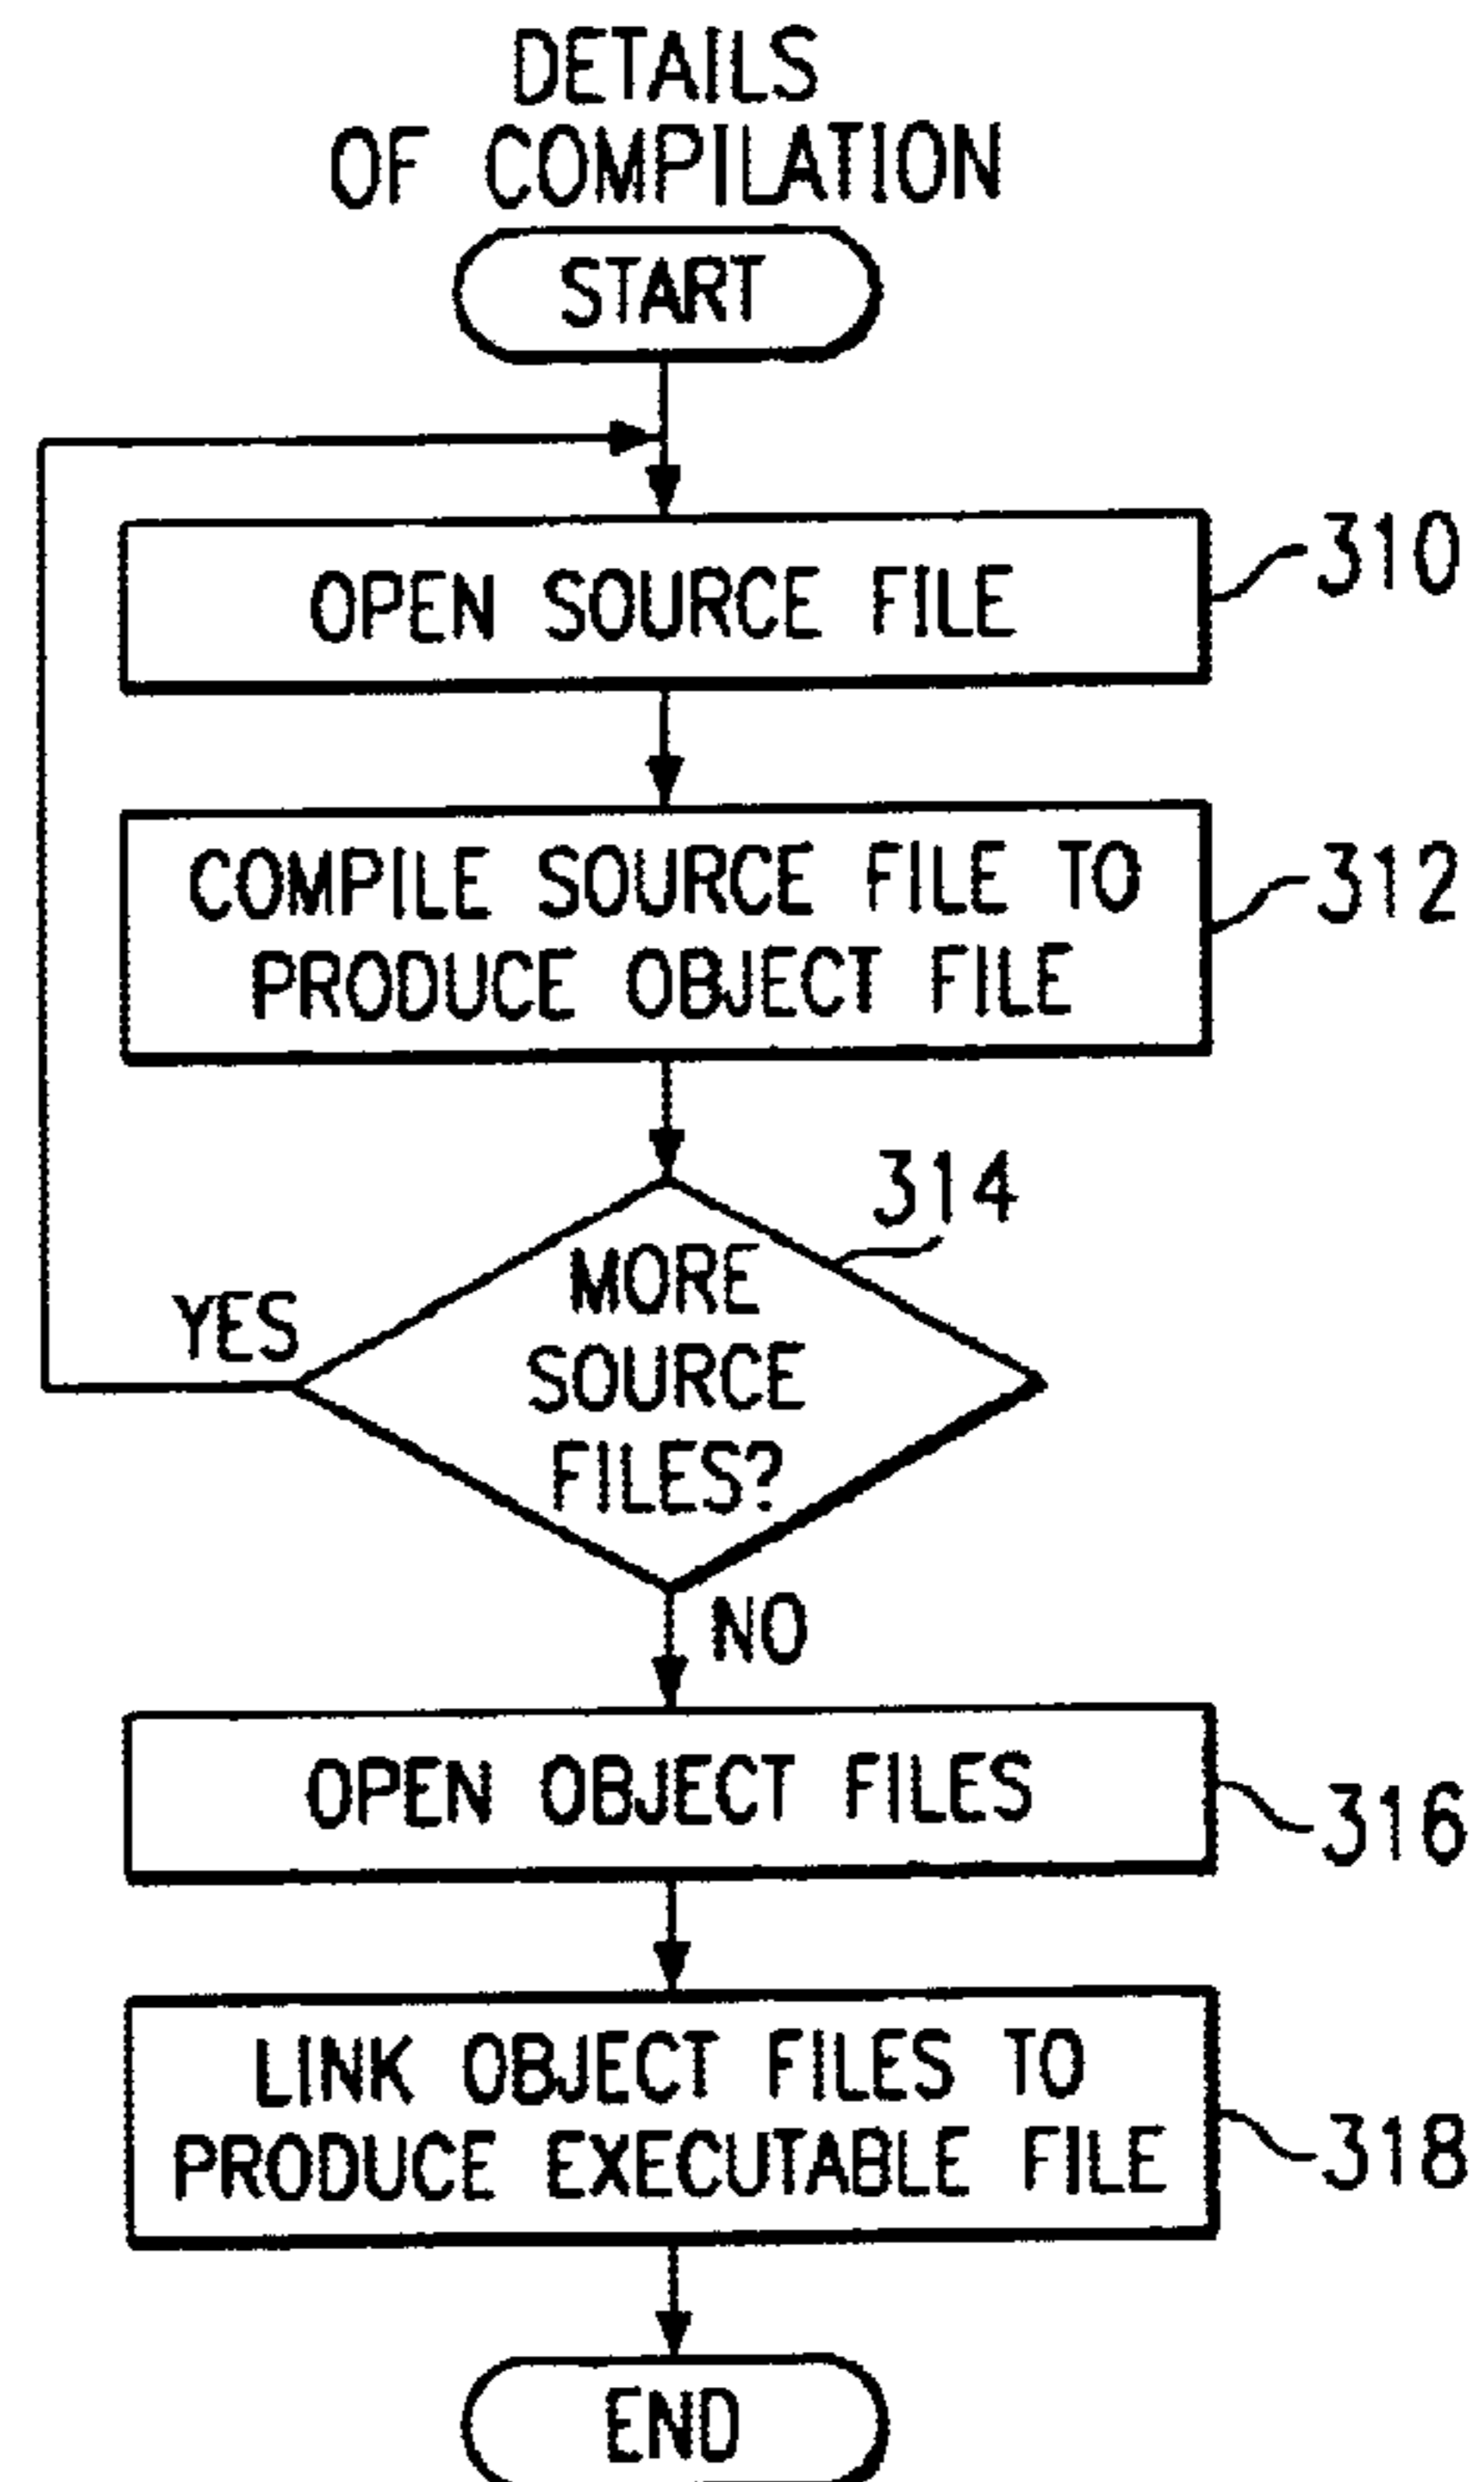 DETAILS
OF COMPILATION
START
OPEN SOURCE FILE
310
COMPILE SOURCE FILE TO
PRODUCE OBJECT FILE
312
314
MORE
SOURCE
FILES?
YES
NO
OPEN OBJECT FILES
316
LINK OBJECT FILES TO
PRODUCE EXECUTABLE FILE
318
END